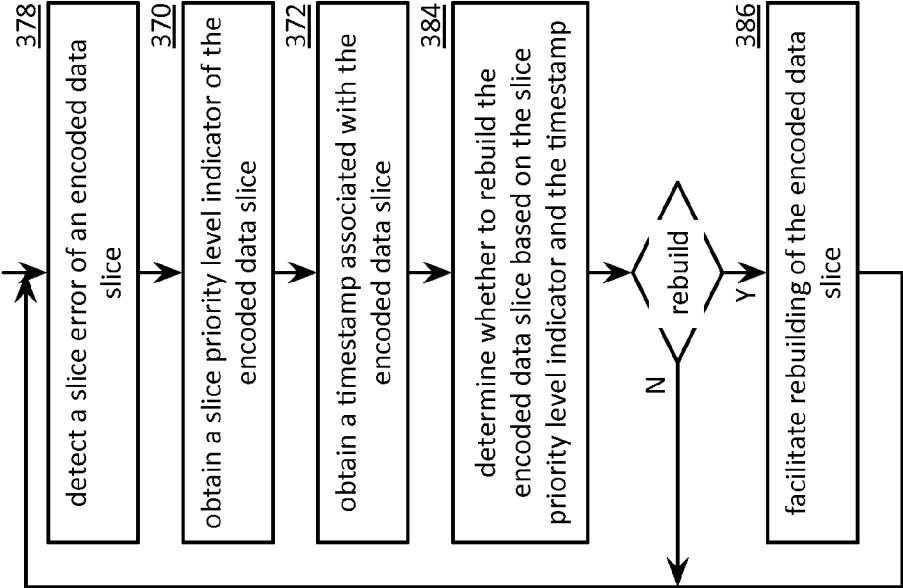 378
detect a slice error of an encoded data
slice
370
obtain a slice priority level indicator of the
encoded data slice
372
obtain a timestamp associated with the
encoded data slice
384
determine whether to rebuild the
encoded data slice based on the slice
priority level indicator and the timestamp
rebuild
N
Y
386
facilitate rebuilding of the encoded data
slice